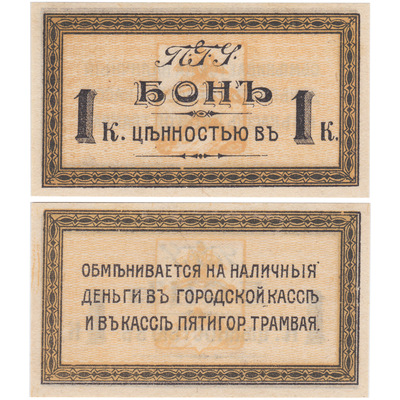 П.Г.У.
БОНЪ
1 К. ЦѢННОСТЬЮ ВЪ 1 К.
ОБМѢНИВАЕТСЯ НА НАЛИЧНЫЯ
ДЕНЬГИ ВЪ ГОРОДСКОЙ КАССѢ
И ВЪ КАССѢ ПЯТИГОР. ТРАМВАЯ.